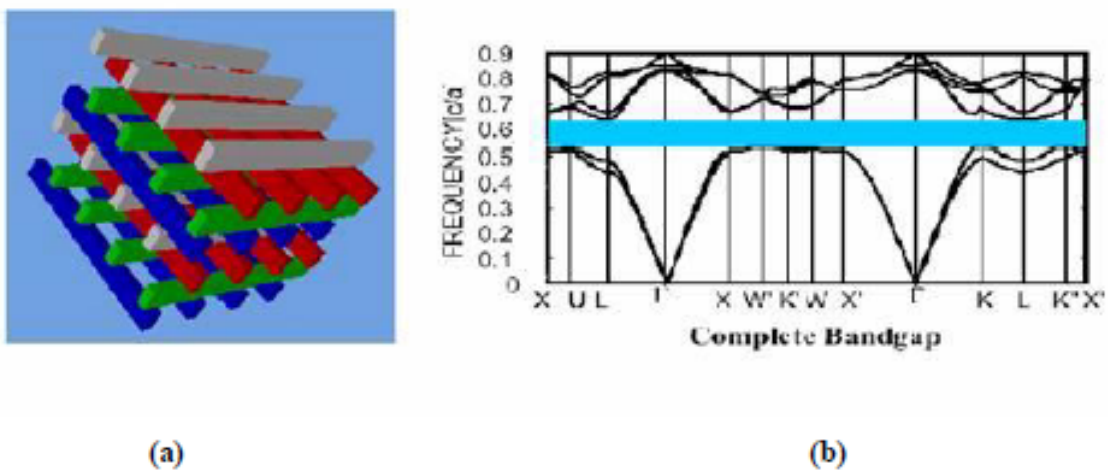 0.9
0.8
0.7
0.6
0.5
0.4
0.3
0.2
0.1
0
FREQUENCY[c/a]
X U L Γ X W' K' W X' Γ K L K'' X'
Complete Bandgap
(a) (b)